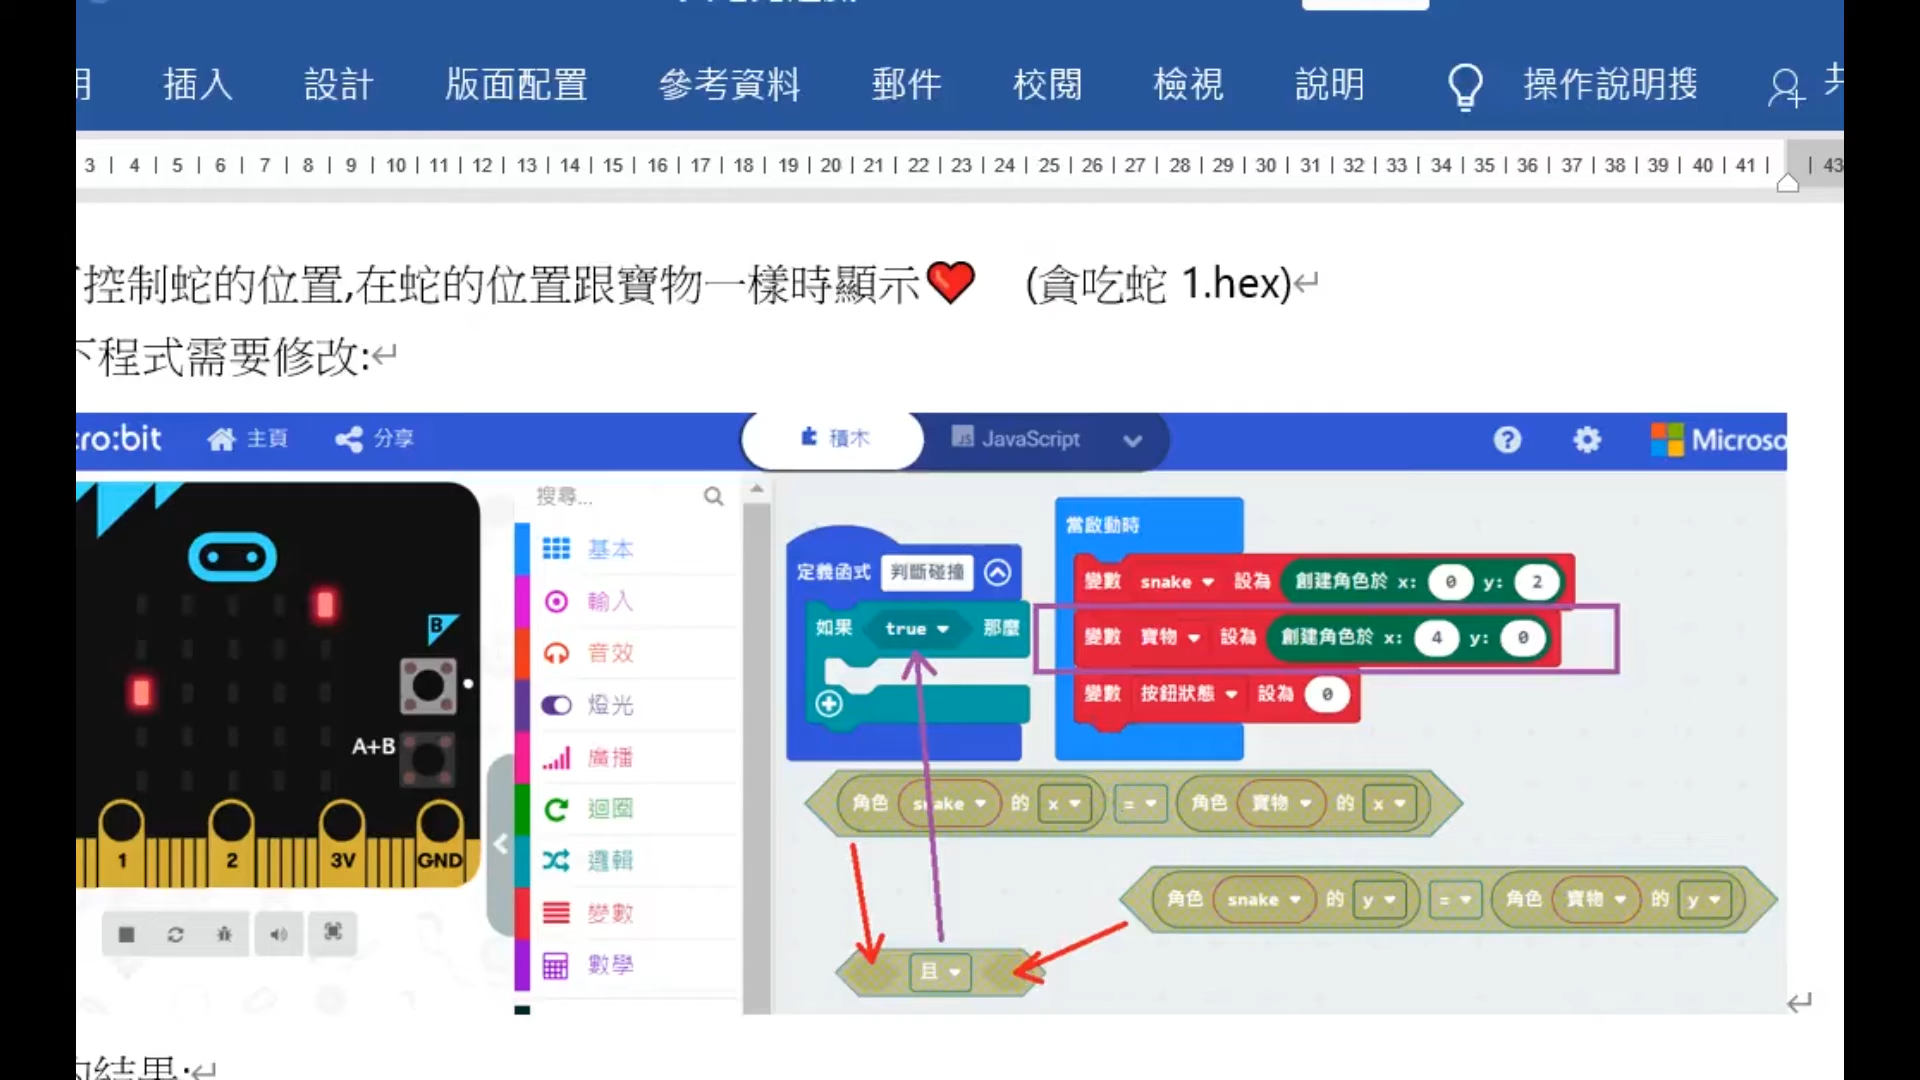 插入 設計 版面配置 參考資料 郵件 校閱 檢視 說明 操作說明搜
3 4 5 6 7 8 9 10 11 12 13 14 15 16 17 18 19 20 21 22 23 24 25 26 27 28 29 30 31 32 33 34 35 36 37 38 39 40 41 43
控制蛇的位置,在蛇的位置跟寶物一樣時顯示❤️ (貪吃蛇 1.hex)↵
下程式需要修改:↵
cro:bit 主頁 分享 積木 JS JavaScript Microso
搜尋...
基本
輸入
音效
燈光
廣播
迴圈
邏輯
變數
數學
B
A+B
1 2 3V GND
定義函式 判斷碰撞
如果 true 那麼
當啟動時
變數 snake 設為 創建角色於 x: 0 y: 2
變數 寶物 設為 創建角色於 x: 4 y: 0
變數 按鈕狀態 設為 0
角色 snake 的 x = 角色 寶物 的 x
角色 snake 的 y = 角色 寶物 的 y
且
結果:↵